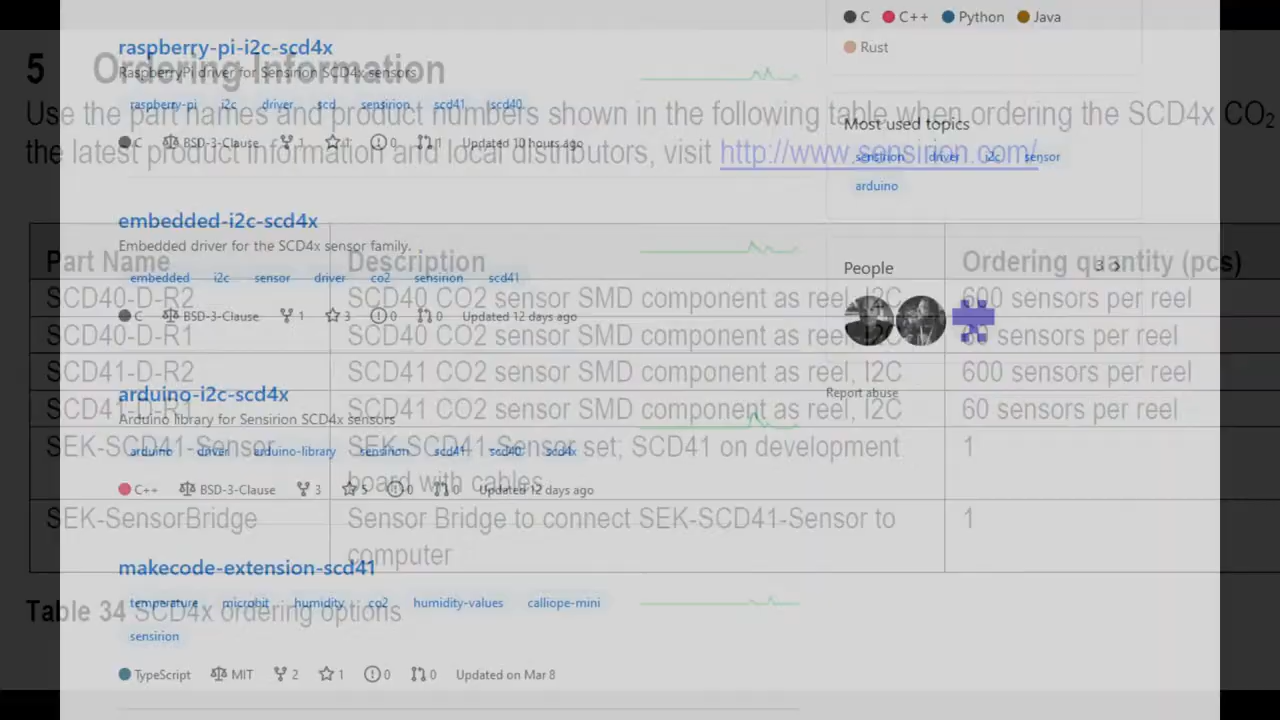 raspberry-pi-i2c-scd4x
RaspberryPi driver for Sensirion SCD4x sensors
raspberry-pi i2c driver scd sensirion scd41 scd40
C BSD-3-Clause 1 1 0 1 Updated 10 hours ago
embedded-i2c-scd4x
Embedded driver for the SCD4x sensor family.
embedded i2c sensor driver co2 sensirion scd41
C BSD-3-Clause 1 3 0 0 Updated 12 days ago
arduino-i2c-scd4x
Arduino library for Sensirion SCD4x sensors
arduino driver arduino-library sensirion scd41 scd40 scd4x
C++ BSD-3-Clause 3 5 0 0 Updated 12 days ago
makecode-extension-scd41
temperature microbit humidity co2 humidity-values calliope-mini
sensirion
TypeScript MIT 2 1 0 0 Updated on Mar 8
C C++ Python Java
Rust
Most used topics
sensirion driver i2c sensor
arduino
People 3 >
Report abuse
5 Ordering Information
Use the part names and product numbers shown in the following table when ordering the SCD4x CO2
the latest product information and local distributors, visit http://www.sensirion.com/
Part Name Description Ordering quantity (pcs)
SCD40-D-R2 SCD40 CO2 sensor SMD component as reel, I2C 600 sensors per reel
SCD40-D-R1 SCD40 CO2 sensor SMD component as reel, I2C 60 sensors per reel
SCD41-D-R2 SCD41 CO2 sensor SMD component as reel, I2C 600 sensors per reel
SCD41-D-R1 SCD41 CO2 sensor SMD component as reel, I2C 60 sensors per reel
SEK-SCD41-Sensor SEK-SCD41-Sensor set; SCD41 on development 1
board with cables
SEK-SensorBridge Sensor Bridge to connect SEK-SCD41-Sensor to 1
computer
Table 34 SCD4x ordering options